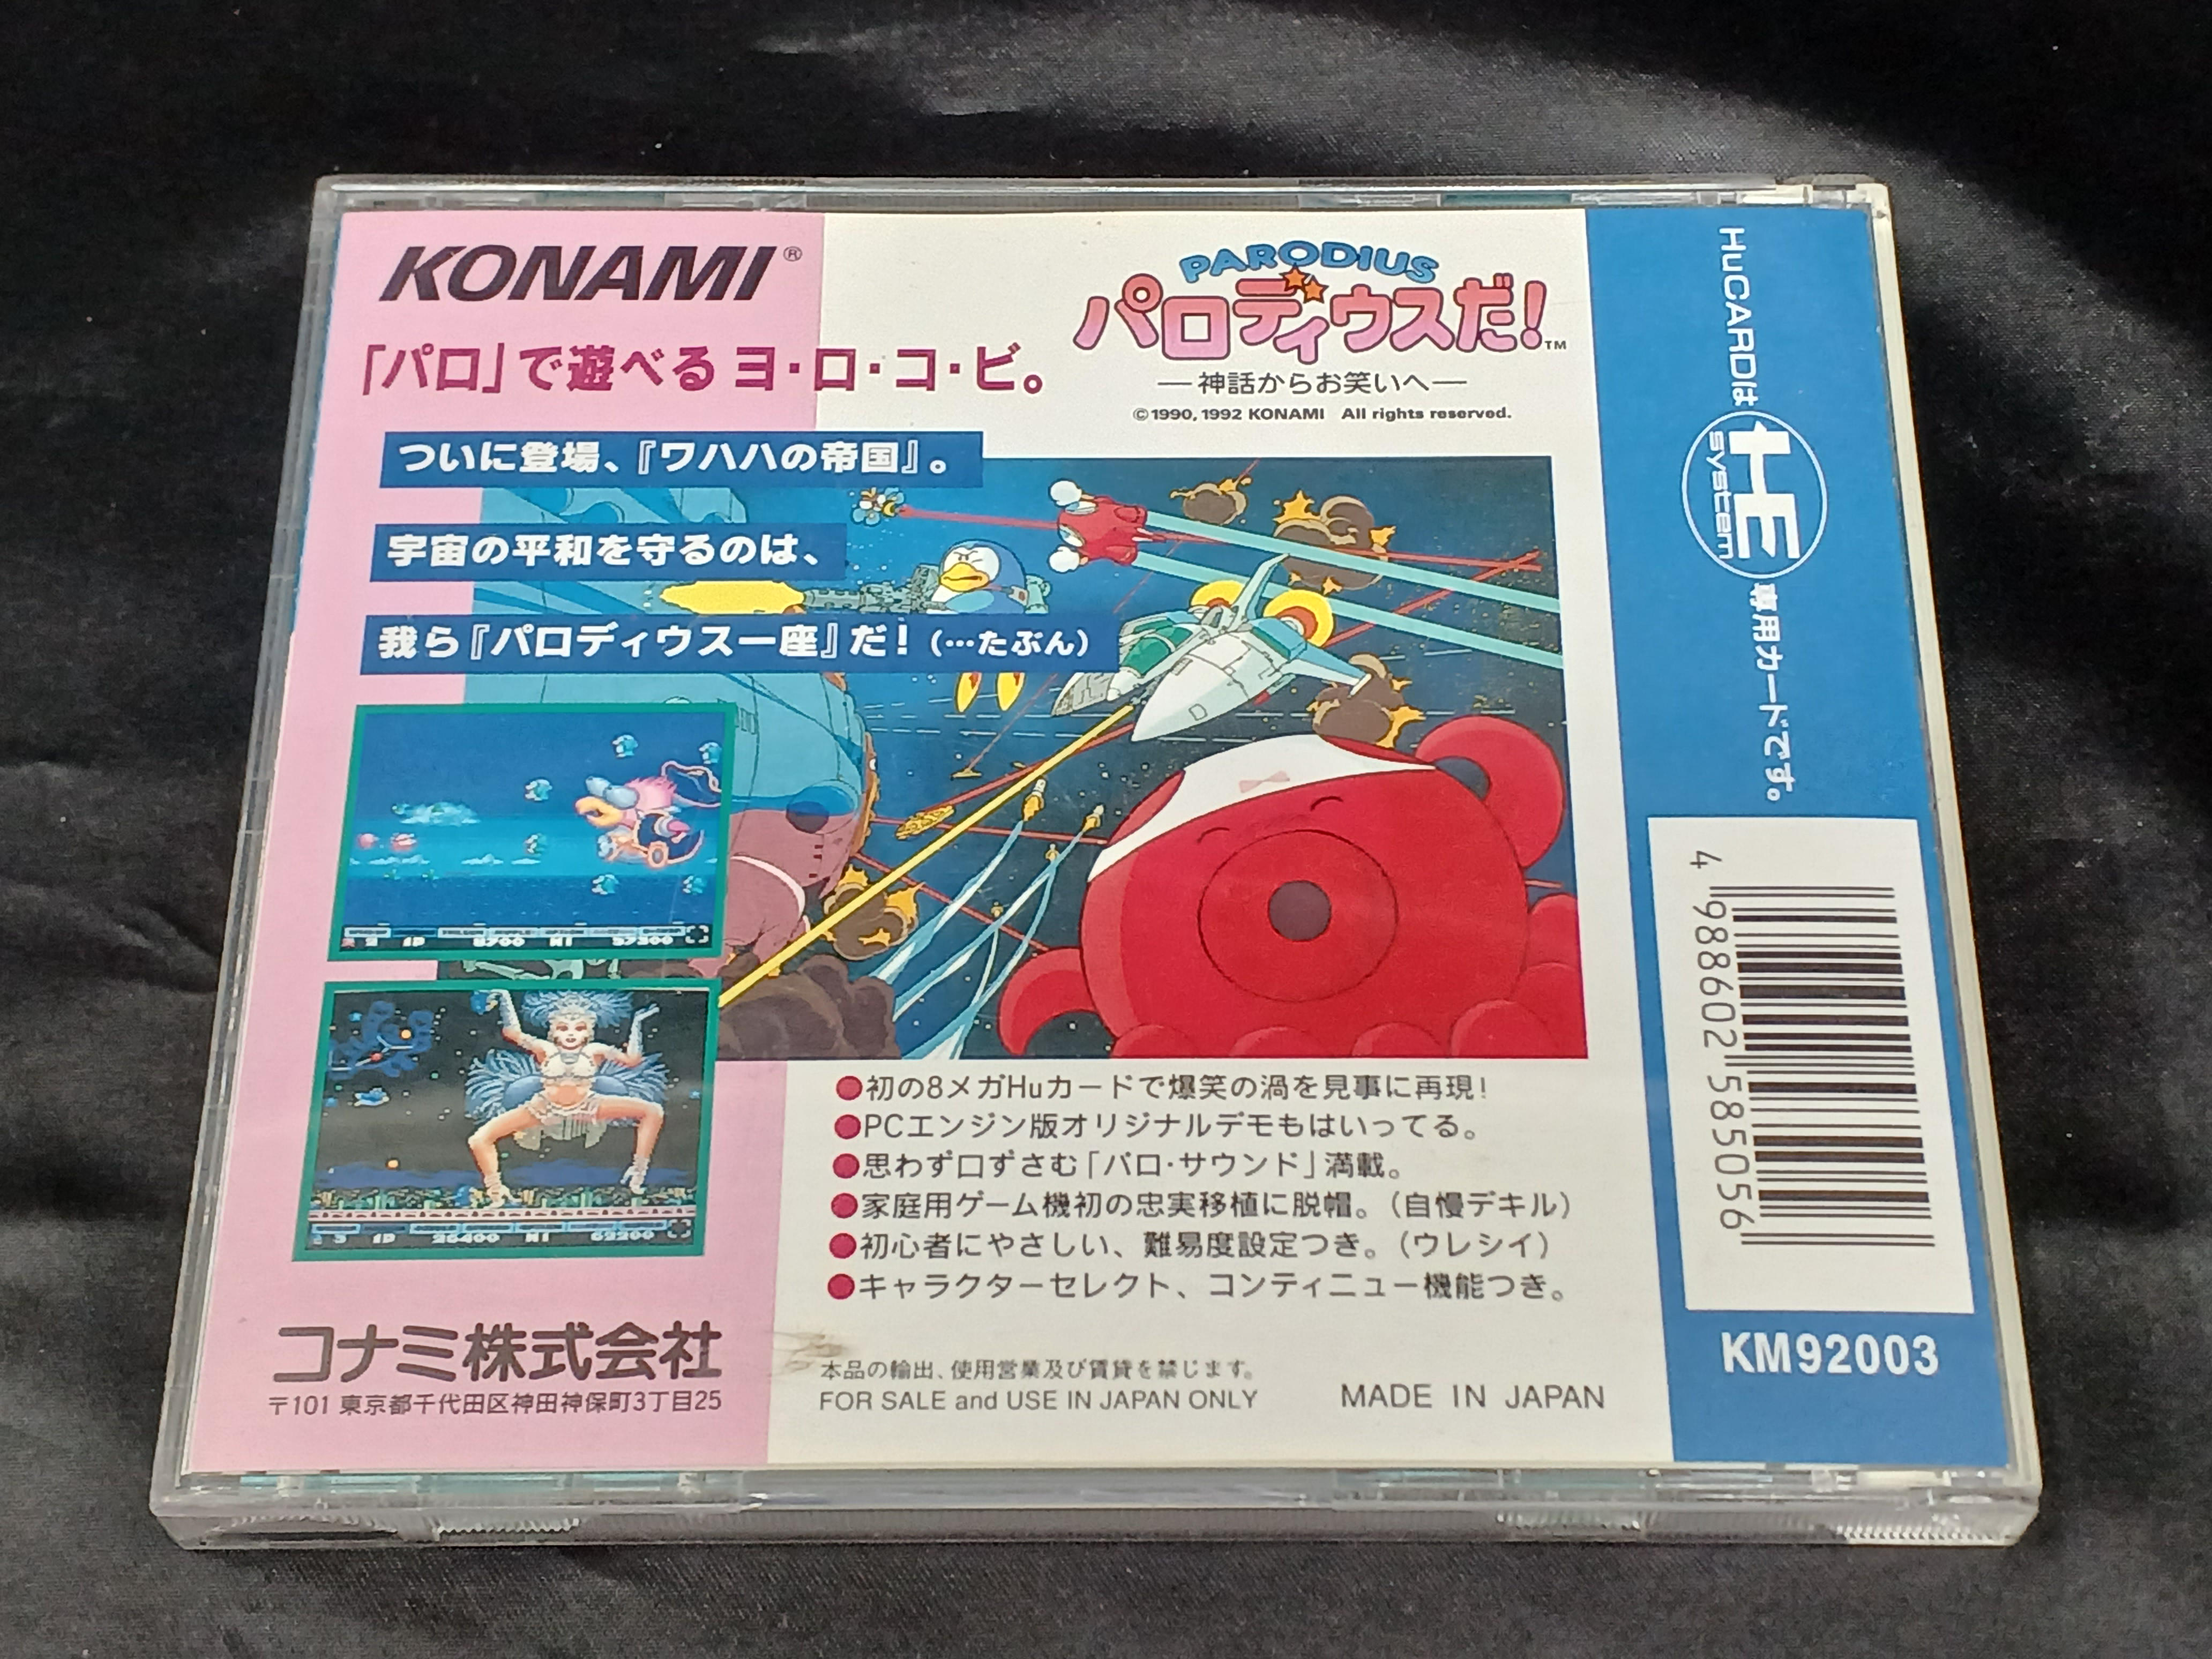 KONAMI®
「パロ」で遊べる ヨ・ロ・コ・ビ。
PARODIUS
パロディウスだ!™
—神話からお笑いへ—
©1990, 1992 KONAMI All rights reserved.
ついに登場、『ワハハの帝国』。
宇宙の平和を守るのは、
我ら『パロディウス一座』だ!(…たぶん)
2 1P 8700 HI 57300
3 1P 26400 HI 62200
●初の8メガHuカードで爆笑の渦を見事に再現!
●PCエンジン版オリジナルデモもはいってる。
●思わず口ずさむ「パロ・サウンド」満載。
●家庭用ゲーム機初の忠実移植に脱帽。(自慢デキル)
●初心者にやさしい、難易度設定つき。(ウレシイ)
●キャラクターセレクト、コンティニュー機能つき。
コナミ株式会社
〒101 東京都千代田区神田神保町3丁目25
本品の輸出、使用営業及び賃貸を禁じます。
FOR SALE and USE IN JAPAN ONLY
MADE IN JAPAN
HuCARDは
HE
system
専用カードです。
4 988602 585056
KM92003